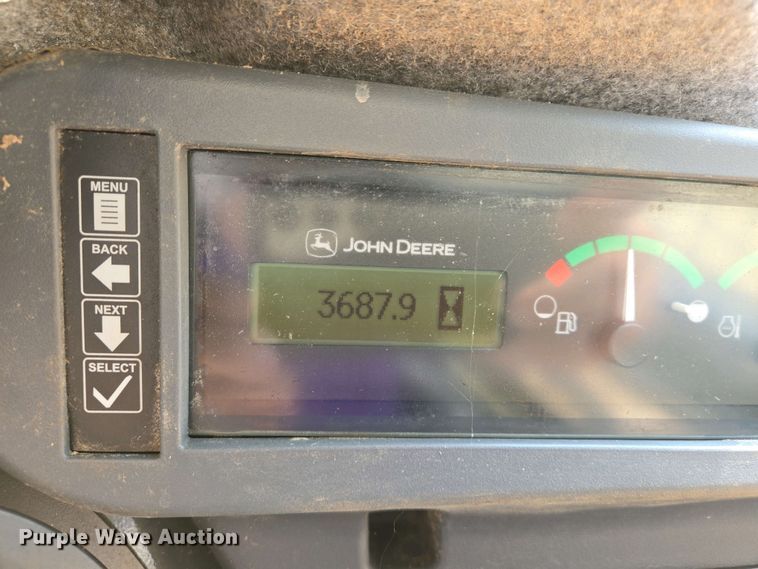 MENU
BACK
NEXT
SELECT
JOHN DEERE
3687.9
Purple Wave Auction